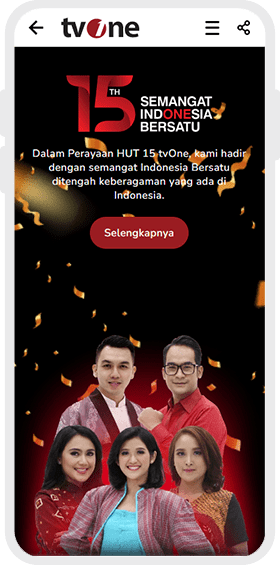 tvOne
15 TH
SEMANGAT
INDONESIA
BERSATU
Dalam Perayaan HUT 15 tvOne, kami hadir
dengan semangat Indonesia Bersatu
ditengah keberagaman yang ada di
Indonesia.
Selengkapnya